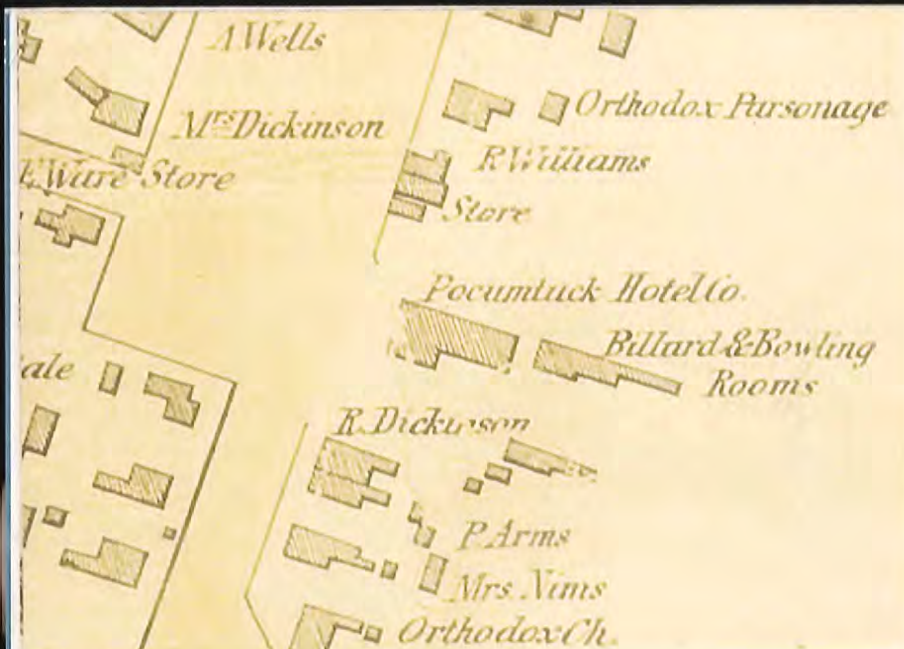 A Wells
Orthodox Parsonage
Mrs Dickinson
R Williams
E. Ware Store
Store
Pocumtuck Hotel Co.
Billard & Bowling
Rooms
ale
R. Dickinson
P. Arms
Mrs Nims
Orthodox Ch.